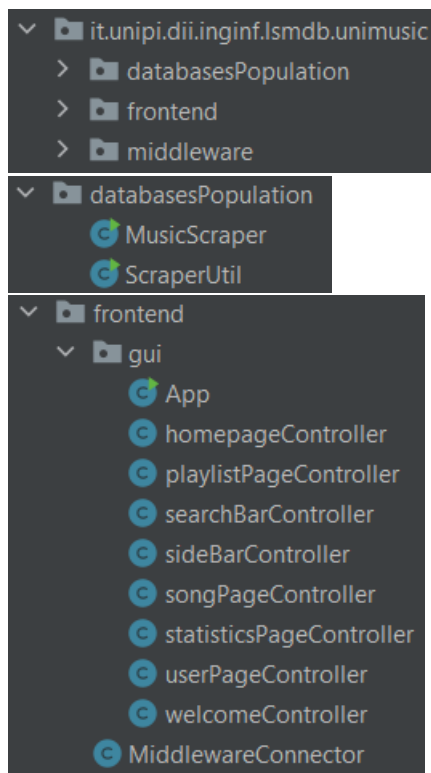 it.unipi.dii.inginf.lsmdb.unimusic
databasesPopulation
frontend
middleware
databasesPopulation
C MusicScraper
C ScraperUtil
frontend
gui
C App
C homepageController
C playlistPageController
C searchBarController
C sideBarController
C songPageController
C statisticsPageController
C userPageController
C welcomeController
C MiddlewareConnector